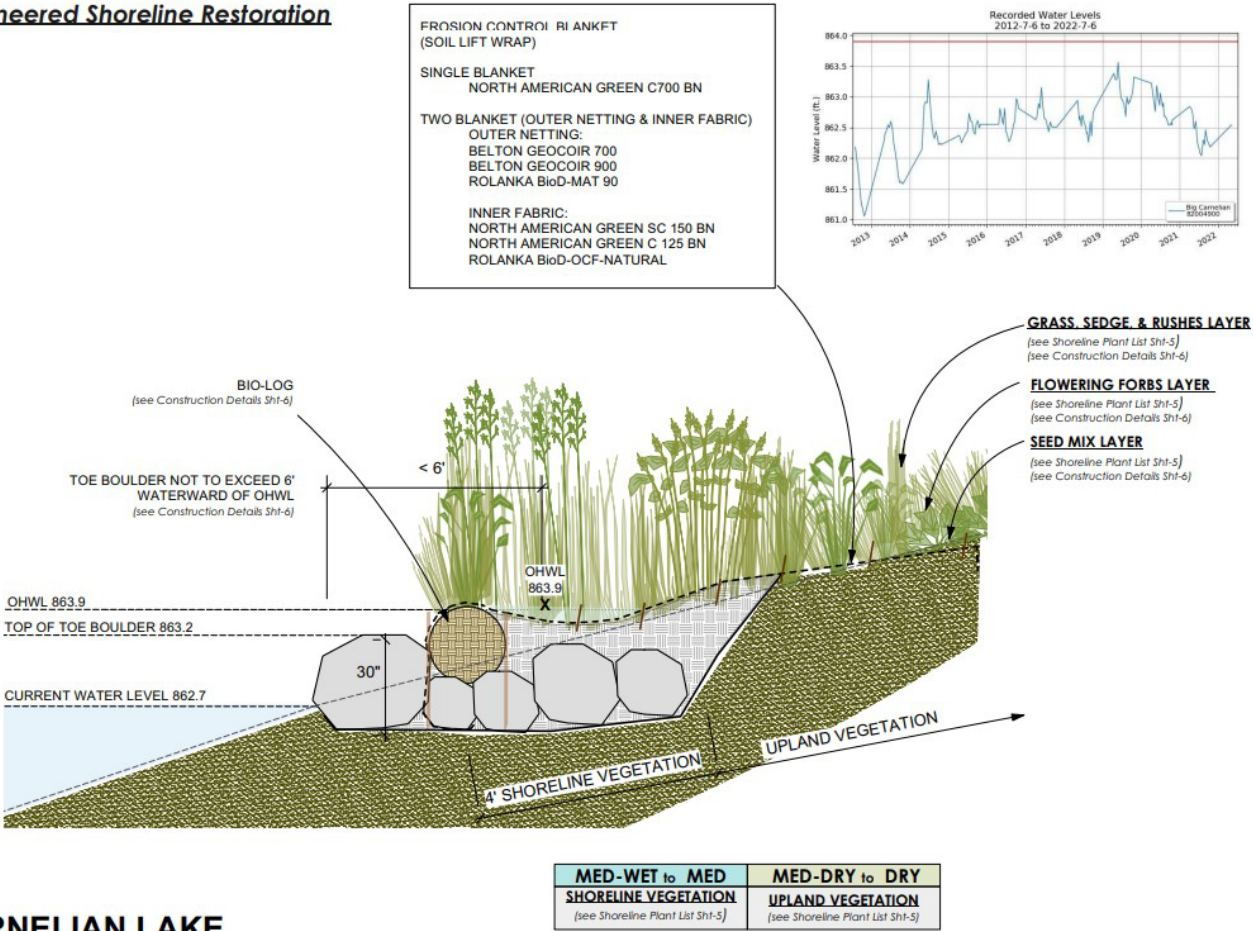 neered Shoreline Restoration
EROSION CONTROL BLANKET
(SOIL LIFT WRAP)
SINGLE BLANKET
NORTH AMERICAN GREEN C700 BN
TWO BLANKET (OUTER NETTING & INNER FABRIC)
OUTER NETTING:
BELTON GEOCOIR 700
BELTON GEOCOIR 900
ROLANKA BioD-MAT 90
INNER FABRIC:
NORTH AMERICAN GREEN SC 150 BN
NORTH AMERICAN GREEN C 125 BN
ROLANKA BioD-OCF-NATURAL
Recorded Water Levels
2012-7-6 to 2022-7-6
Water Level (ft.)
864.0
863.5
863.0
862.5
862.0
861.5
861.0
2013
2014
2015
2016
2017
2018
2019
2020
2021
2022
Big Carnelian
82004900
GRASS, SEDGE, & RUSHES LAYER
(see Shoreline Plant List Sht-5)
(see Construction Details Sht-6)
FLOWERING FORBS LAYER
(see Shoreline Plant List Sht-5)
(see Construction Details Sht-6)
SEED MIX LAYER
(see Shoreline Plant List Sht-5)
(see Construction Details Sht-6)
BIO-LOG
(see Construction Details Sht-6)
TOE BOULDER NOT TO EXCEED 6'
WATERWARD OF OHWL
(see Construction Details Sht-6)
< 6'
OHWL
863.9
X
OHWL 863.9
TOP OF TOE BOULDER 863.2
30"
CURRENT WATER LEVEL 862.7
4' SHORELINE VEGETATION
UPLAND VEGETATION
MED-WET to MED
MED-DRY to DRY
SHORELINE VEGETATION
(see Shoreline Plant List Sht-5)
UPLAND VEGETATION
(see Shoreline Plant List Sht-5)
RNELIAN LAKE